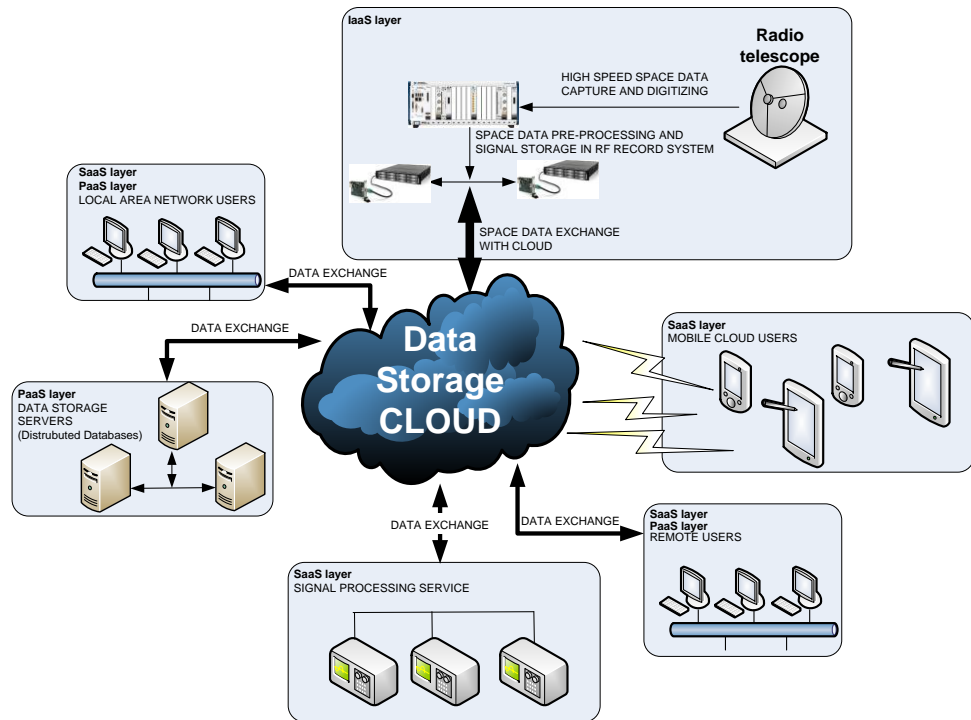 IaaS layer
Radio
telescope
HIGH SPEED SPACE DATA
CAPTURE AND DIGITIZING
SPACE DATA PRE-PROCESSING AND
SIGNAL STORAGE IN RF RECORD SYSTEM
SPACE DATA EXCHANGE
WITH CLOUD
SaaS layer
PaaS layer
LOCAL AREA NETWORK USERS
DATA EXCHANGE
DATA EXCHANGE
Data
Storage
CLOUD
SaaS layer
MOBILE CLOUD USERS
PaaS layer
DATA STORAGE
SERVERS
(Distrubuted Databases)
DATA EXCHANGE
DATA EXCHANGE
SaaS layer
PaaS layer
REMOTE USERS
SaaS layer
SIGNAL PROCESSING SERVICE